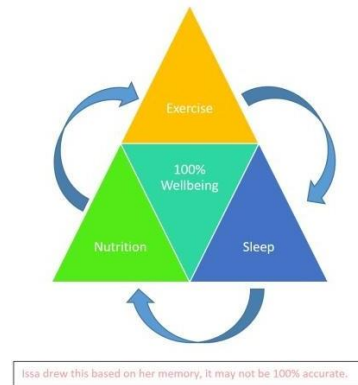 Exercise
100%
Wellbeing
Nutrition
Sleep
Issa drew this based on her memory, it may not be 100% accurate.